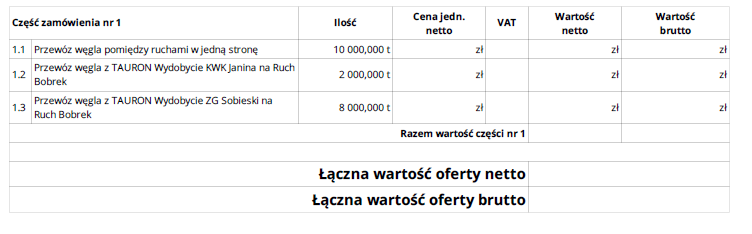 Część zamówienia nr 1 Ilość Cena jedn. netto VAT Wartość netto Wartość brutto
1.1 Przewóz węgla pomiędzy ruchami w jedną stronę 10 000,000 t zł zł zł
1.2 Przewóz węgla z TAURON Wydobycie KWK Janina na Ruch
Bobrek 2 000,000 t zł zł zł
1.3 Przewóz węgla z TAURON Wydobycie ZG Sobieski na
Ruch Bobrek 8 000,000 t zł zł zł
Razem wartość części nr 1
Łączna wartość oferty netto
Łączna wartość oferty brutto